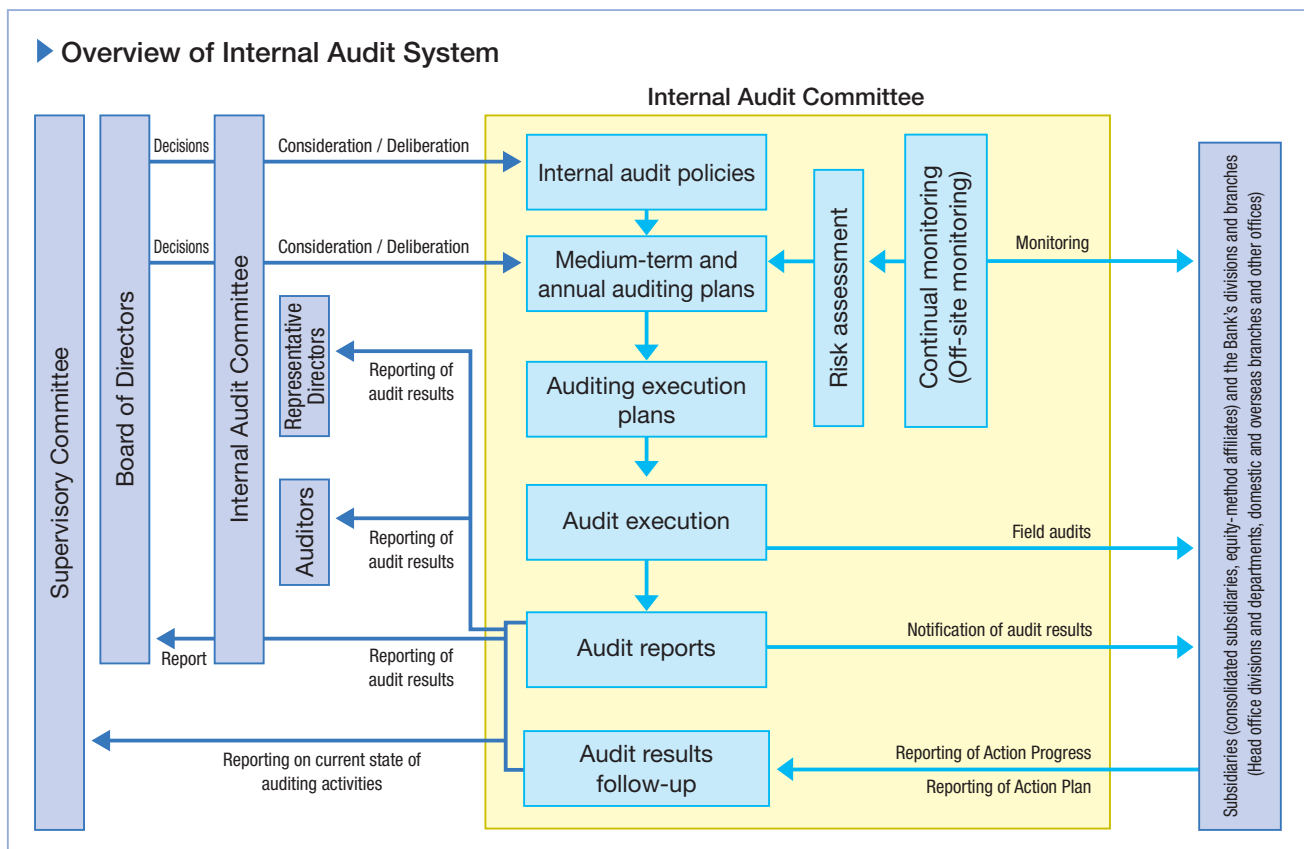 Overview of Internal Audit System
Internal Audit Committee
Supervisory Committee
Board of Directors
Internal Audit Committee
Decisions
Consideration / Deliberation
Internal audit policies
Decisions
Consideration / Deliberation
Medium-term and
annual auditing plans
Risk assessment
Continual monitoring
(Off-site monitoring)
Monitoring
Representative
Directors
Reporting of
audit results
Auditing execution
plans
Auditors
Reporting of
audit results
Audit execution
Field audits
Report
Reporting of
audit results
Audit reports
Notification of audit results
Reporting on current state of
auditing activities
Audit results
follow-up
Reporting of Action Progress
Reporting of Action Plan
Subsidiaries (consolidated subsidiaries, equity-method affiliates) and the Bank's divisions and branches
(Head office divisions and departments, domestic and overseas branches and other offices)